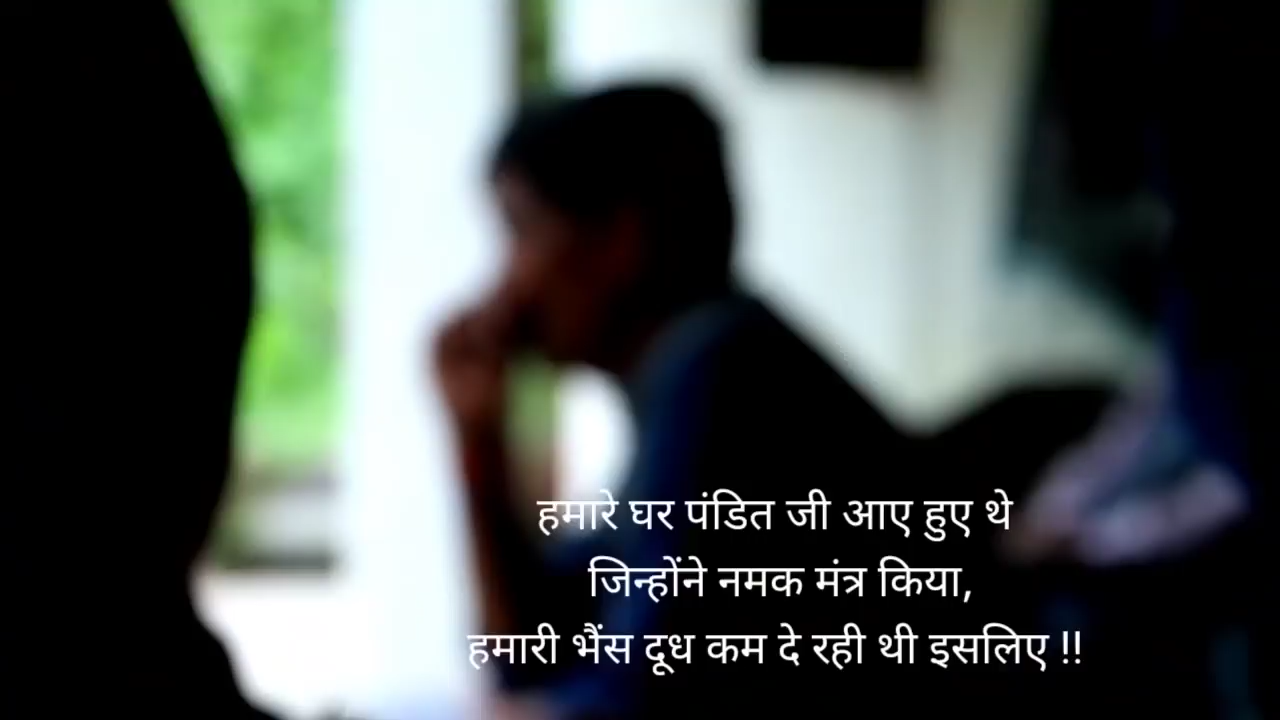 हमारे घर पंडित जी आए हुए थे
जिन्होंने नमक मंत्र किया,
हमारी भैंस दूध कम दे रही थी इसलिए !!